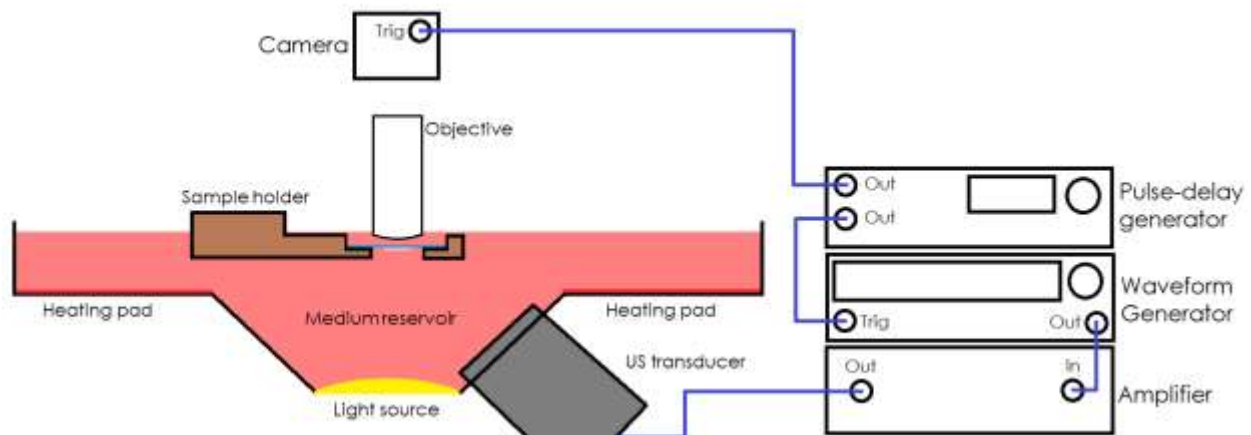 Camera
Trig
Objective
Sample holder
Out
Out
Pulse-delay
generator
Heating pad
Medium reservoir
Heating pad
Waveform
Generator
Trig
Out
US transducer
Out
In
Amplifier
Light source